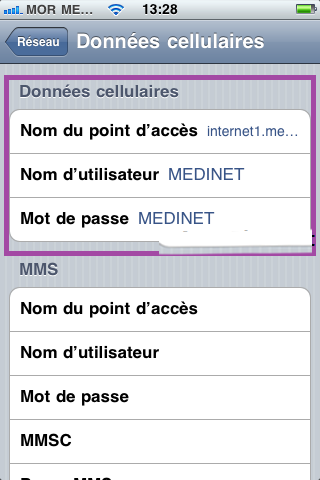 MOR ME... 13:28
Réseau Données cellulaires
Données cellulaires
Nom du point d'accès internet1.me...
Nom d'utilisateur MEDINET
Mot de passe MEDINET
MMS
Nom du point d'accès
Nom d'utilisateur
Mot de passe
MMSC